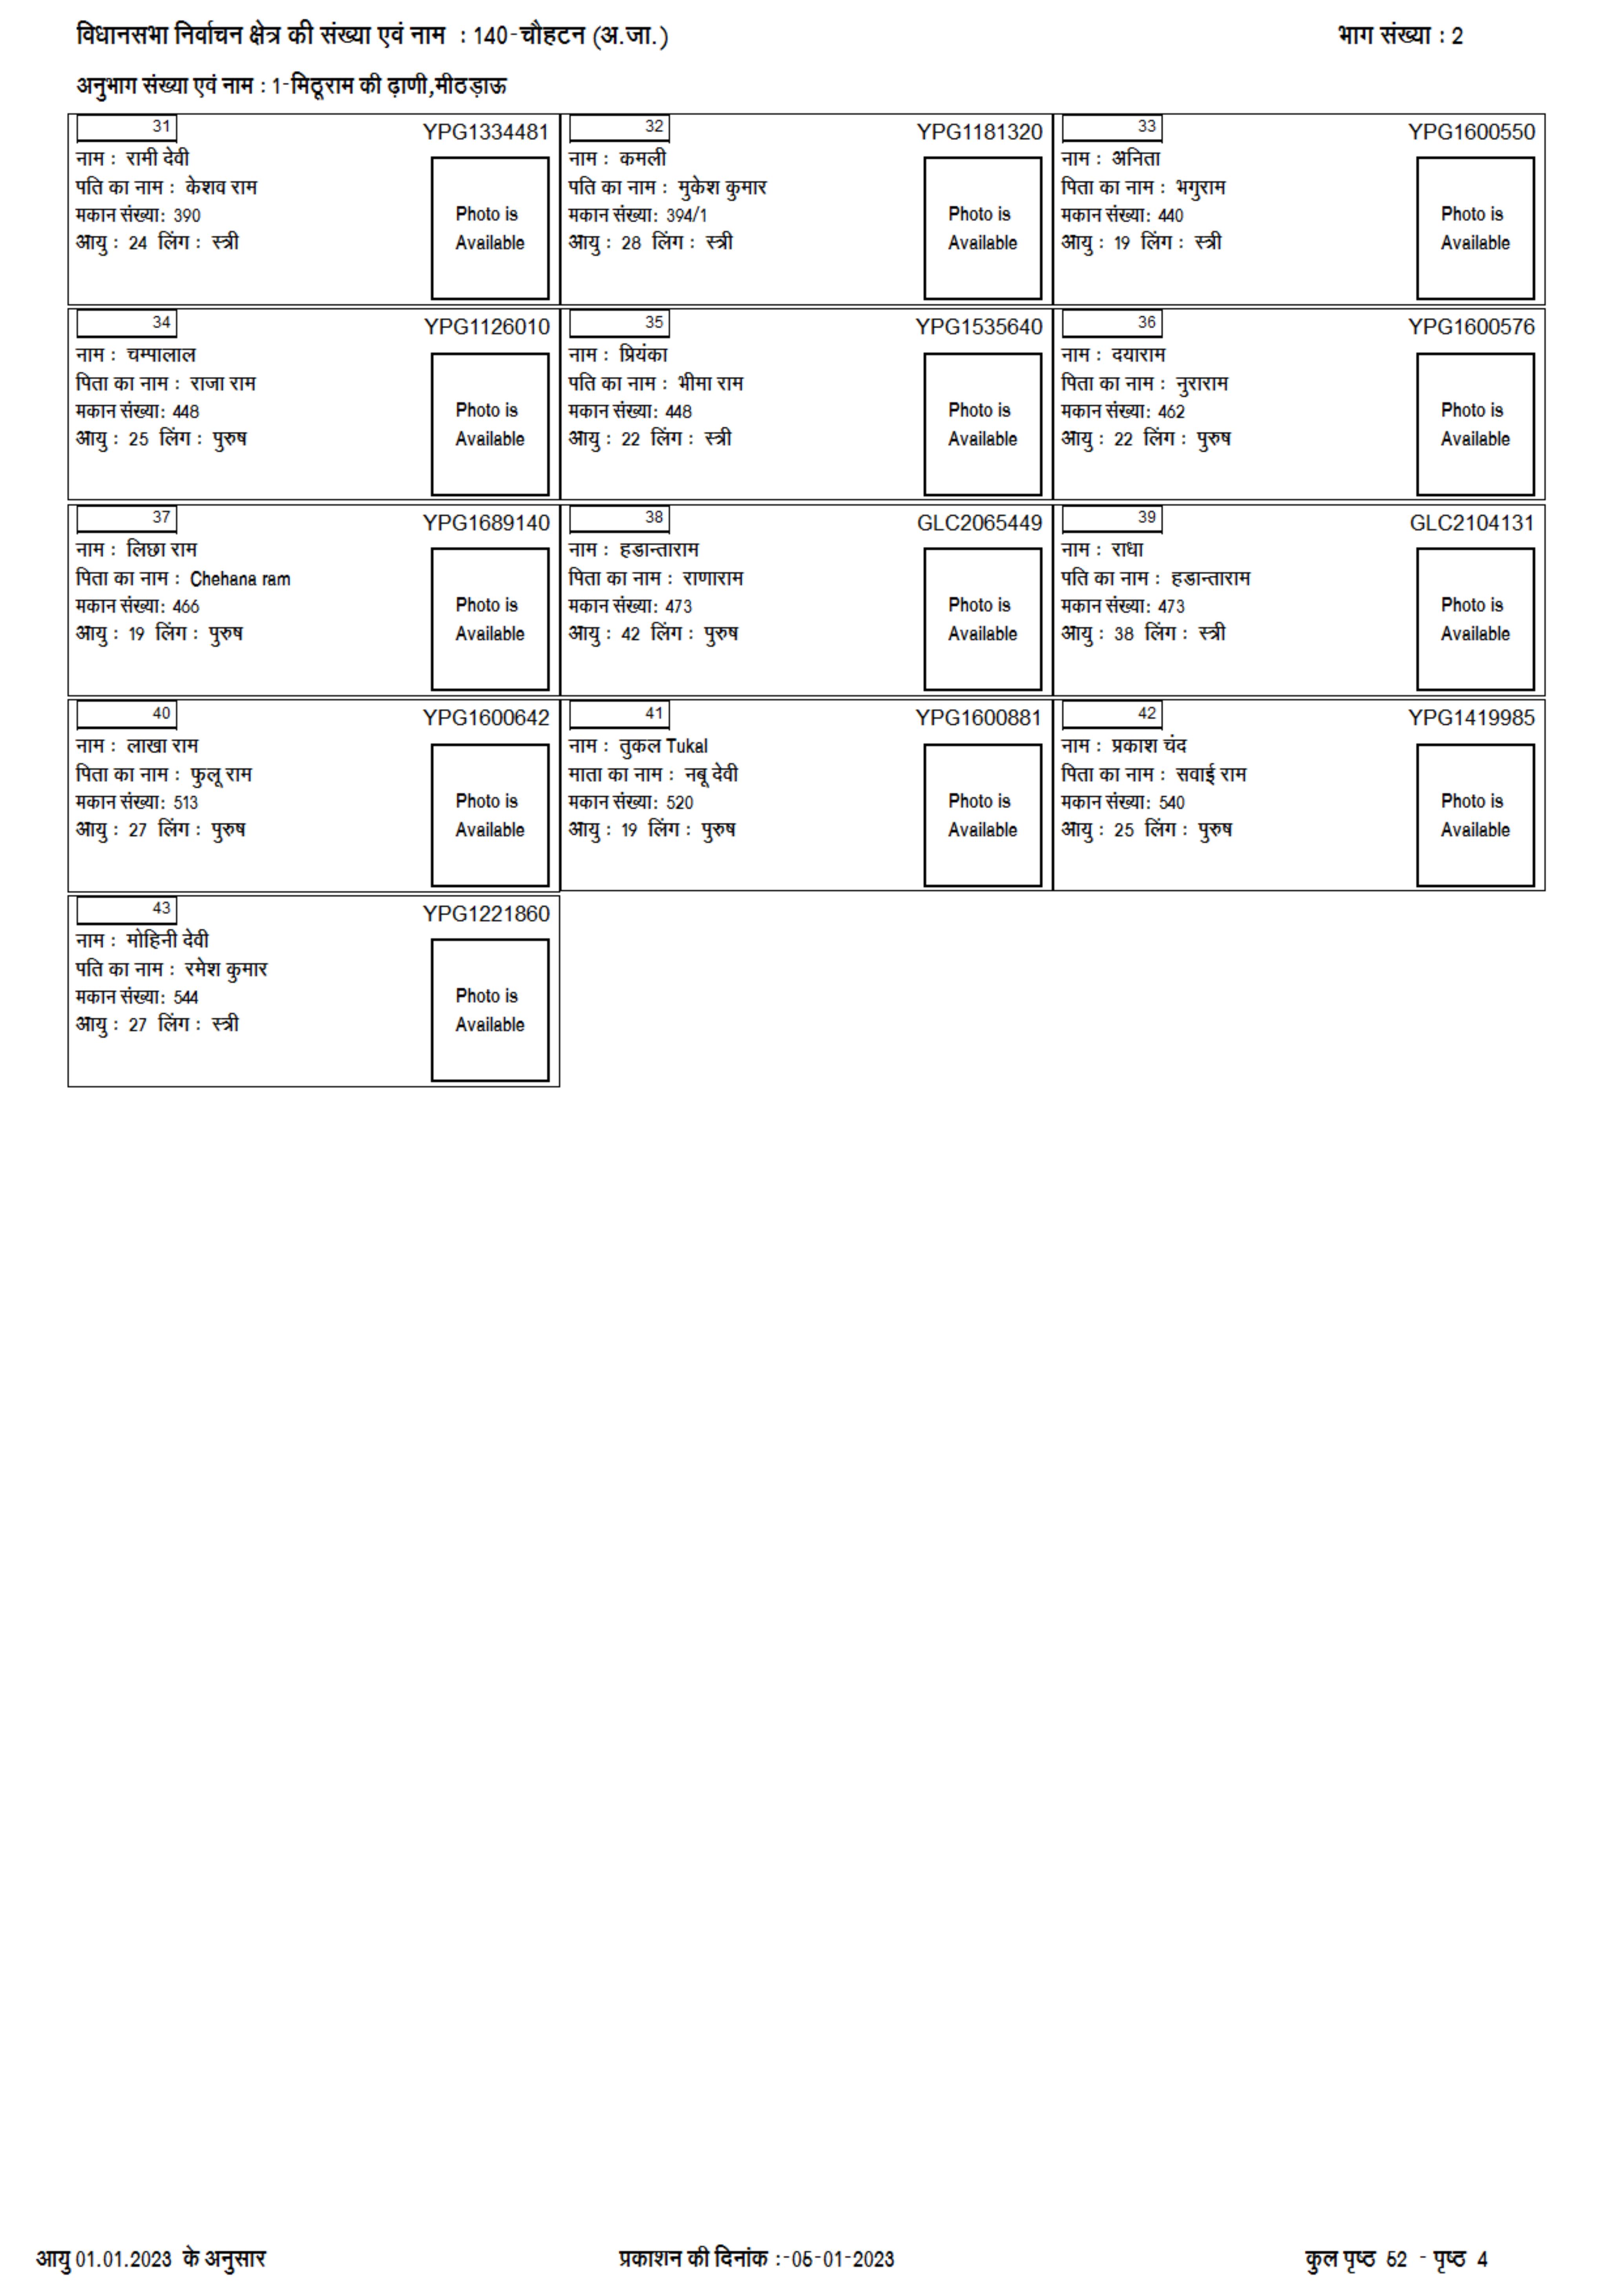 विधानसभा निर्वाचन क्षेत्र की संख्या एवं नाम : 140-चौहटन (अ.जा.)
भाग संख्या : 2
अनुभाग संख्या एवं नाम : 1-मिठूराम की ढ़ाणी,मीठड़ाऊ
31
YPG1334481
नाम : रामी देवी
पति का नाम : केशव राम
मकान संख्या: 390
आयु : 24 लिंग : स्त्री
Photo is
Available
32
YPG1181320
नाम : कमली
पति का नाम : मुकेश कुमार
मकान संख्या: 394/1
आयु : 28 लिंग : स्त्री
Photo is
Available
33
YPG1600550
नाम : अनिता
पिता का नाम : भगुराम
मकान संख्या: 440
आयु : 19 लिंग : स्त्री
Photo is
Available
34
YPG1126010
नाम : चम्पालाल
पिता का नाम : राजा राम
मकान संख्या: 448
आयु : 25 लिंग : पुरुष
Photo is
Available
35
YPG1535640
नाम : प्रियंका
पति का नाम : भीमा राम
मकान संख्या: 448
आयु : 22 लिंग : स्त्री
Photo is
Available
36
YPG1600576
नाम : दयाराम
पिता का नाम : नुराराम
मकान संख्या: 462
आयु : 22 लिंग : पुरुष
Photo is
Available
37
YPG1689140
नाम : लिछा राम
पिता का नाम : Chehana ram
मकान संख्या: 466
आयु : 19 लिंग : पुरुष
Photo is
Available
38
GLC2065449
नाम : हडान्ताराम
पिता का नाम : राणाराम
मकान संख्या: 473
आयु : 42 लिंग : पुरुष
Photo is
Available
39
GLC2104131
नाम : राधा
पति का नाम : हडान्ताराम
मकान संख्या: 473
आयु : 38 लिंग : स्त्री
Photo is
Available
40
YPG1600642
नाम : लाखा राम
पिता का नाम : फुलू राम
मकान संख्या: 513
आयु : 27 लिंग : पुरुष
Photo is
Available
41
YPG1600881
नाम : तुकल Tukal
माता का नाम : नबू देवी
मकान संख्या: 520
आयु : 19 लिंग : पुरुष
Photo is
Available
42
YPG1419985
नाम : प्रकाश चंद
पिता का नाम : सवाई राम
मकान संख्या: 540
आयु : 25 लिंग : पुरुष
Photo is
Available
43
YPG1221860
नाम : मोहिनी देवी
पति का नाम : रमेश कुमार
मकान संख्या: 544
आयु : 27 लिंग : स्त्री
Photo is
Available
आयु 01.01.2023 के अनुसार
प्रकाशन की दिनांक :-05-01-2023
कुल पृष्ठ 52 - पृष्ठ 4